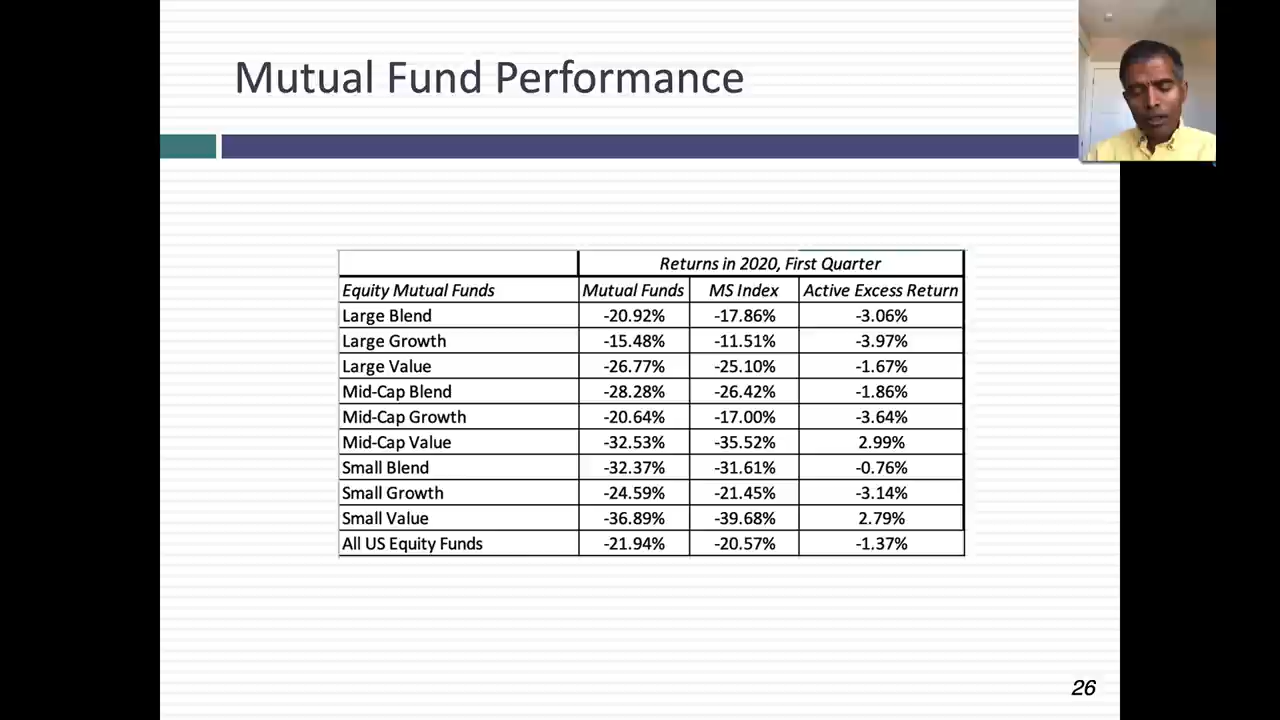 Mutual Fund Performance
Returns in 2020, First Quarter
Equity Mutual Funds Mutual Funds MS Index Active Excess Return
Large Blend -20.92% -17.86% -3.06%
Large Growth -15.48% -11.51% -3.97%
Large Value -26.77% -25.10% -1.67%
Mid-Cap Blend -28.28% -26.42% -1.86%
Mid-Cap Growth -20.64% -17.00% -3.64%
Mid-Cap Value -32.53% -35.52% 2.99%
Small Blend -32.37% -31.61% -0.76%
Small Growth -24.59% -21.45% -3.14%
Small Value -36.89% -39.68% 2.79%
All US Equity Funds -21.94% -20.57% -1.37%
26